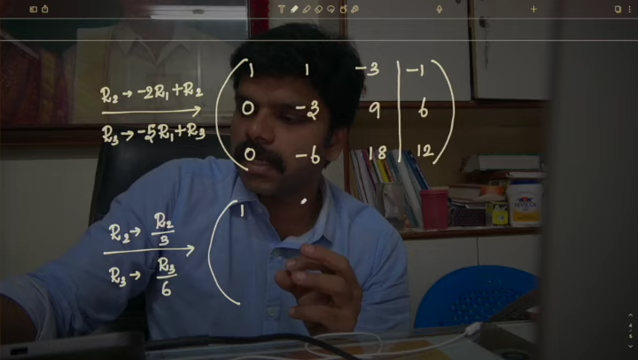 R₂ → -2R₁ + R₂
R₃ → -5R₁ + R₃
1 1 -3 | -1
0 -3 9 | 6
0 -6 18 | 12
R₂ → R₂/3
R₃ → R₃/6
1